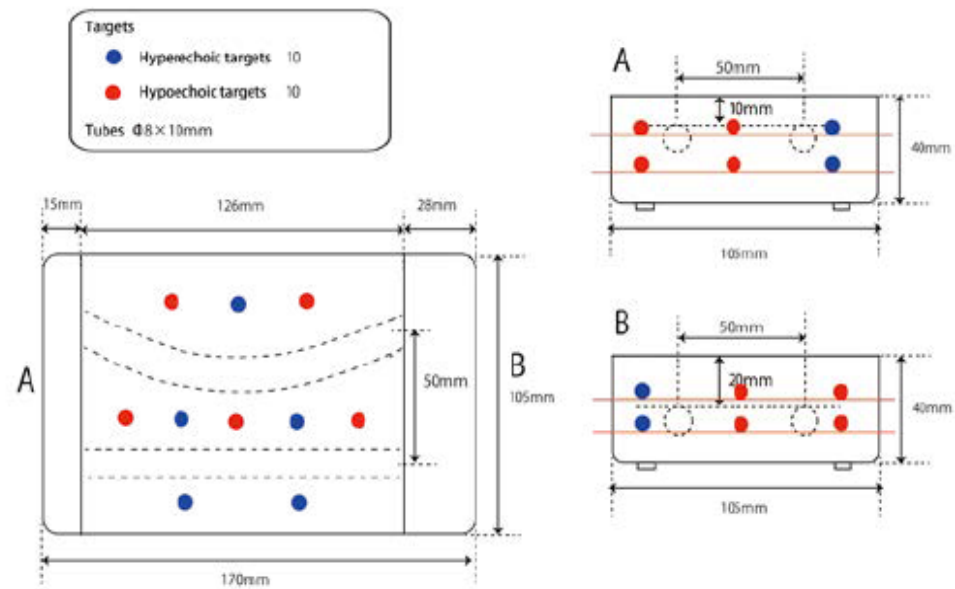 Targets
Hyperechoic targets 10
Hypoechoic targets 10
Tubes Φ8×10mm
A
50mm
10mm
40mm
105mm
15mm
126mm
28mm
A
B
50mm
105mm
170mm
B
50mm
20mm
40mm
105mm